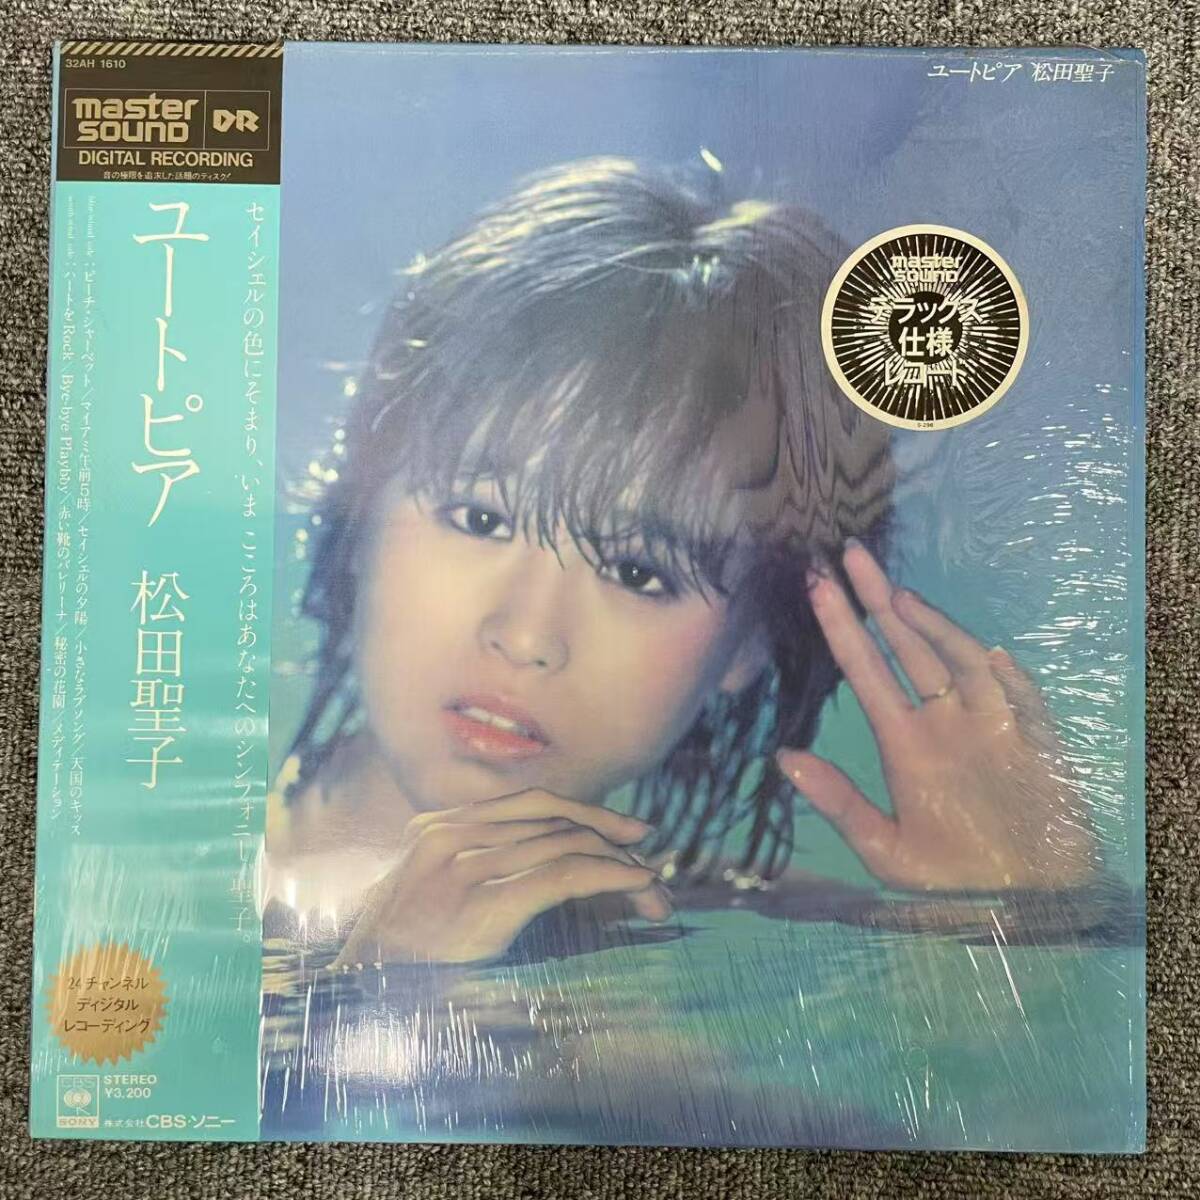 32AH 1610
master SOUND
DR
DIGITAL RECORDING
音の極限を追求した話題のディスク!
ユートピア 松田聖子
セイシェルの色にそまり、いま こころはあなたへのシンフォニー 聖子。
ピーチ・シャーベット/マイアミ午前5時/セイシェルの夕陽/小さなラブソング/天国のキッス
ハートをRock/Bye-bye Playboy/赤い靴のバレリーナ/秘密の花園/メディテーション
24チャンネル
ディジタル
レコーディング
CBS
SONY
STEREO
¥3,200
株式会社CBS・ソニー
ユートピア 松田聖子
master SOUND
デラックス
仕様
レコード
S-296